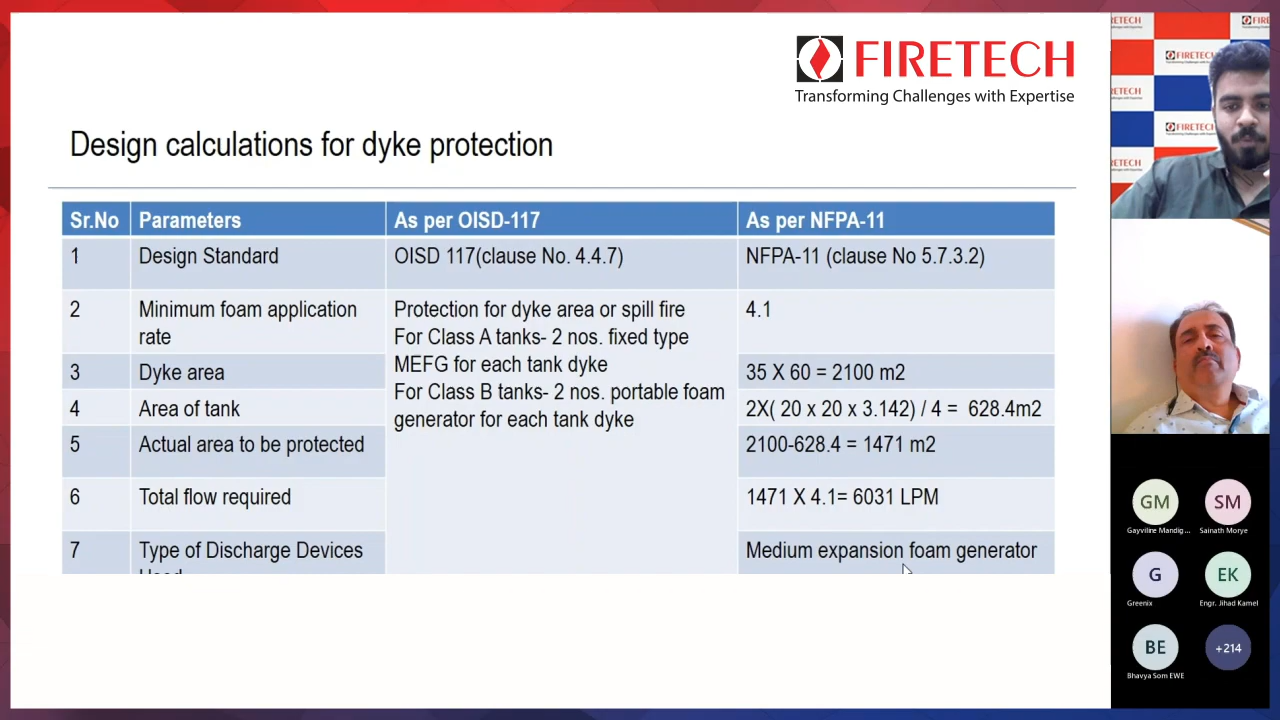 FIRETECH
Transforming Challenges with Expertise
Design calculations for dyke protection
Sr.No Parameters As per OISD-117 As per NFPA-11
1 Design Standard OISD 117(clause No. 4.4.7) NFPA-11 (clause No 5.7.3.2)
2 Minimum foam application rate 4.1
Protection for dyke area or spill fire
For Class A tanks- 2 nos. fixed type
MEFG for each tank dyke
For Class B tanks- 2 nos. portable foam
generator for each tank dyke
3 Dyke area 35 X 60 = 2100 m2
4 Area of tank 2X( 20 x 20 x 3.142) / 4 = 628.4m2
5 Actual area to be protected 2100-628.4 = 1471 m2
6 Total flow required 1471 X 4.1= 6031 LPM
7 Type of Discharge Devices Medium expansion foam generator
FIRETECH
FIRETECH
GM
Gayviline Mandig...
SM
Sainath Morye
G
Greenix
EK
Engr. Jihad Kamel
BE
Bhavya Som EWE
+214